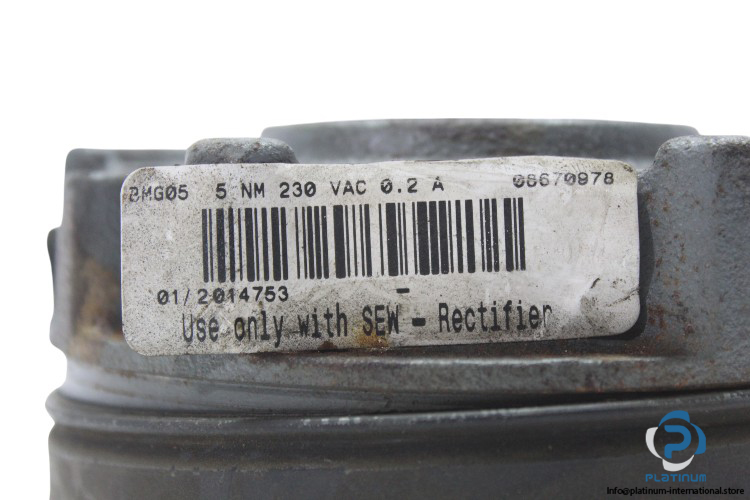 BMG05 5 NM 230 VAC 0.2 A 08670978
01/2014753 -
Use only with SEW - Rectifier
PLATINUM
Info@platinum-international.store